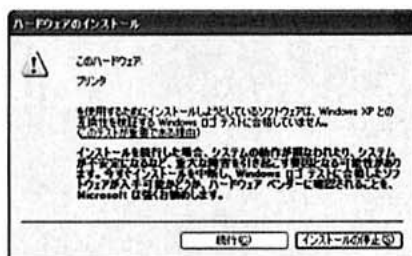 ハードウェアのインストール
このハードウェア:
プリンタ
を使用するためにインストールしようとしているソフトウェアは、Windows XP との
互換性を検証する Windows ロゴ テストに合格していません。
(このテストが重要である理由)
インストールを続行した場合、システムの動作が損なわれたり、システム
が不安定になるなど、重大な障害を引き起こす要因となる可能性があり
ます。今すぐインストールを中断し、Windows ロゴ テストに合格したソフ
トウェアが入手可能かどうか、ハードウェア ベンダーに確認されることを、
Microsoft は強くお勧めします。
続行(C)
インストールの停止(S)